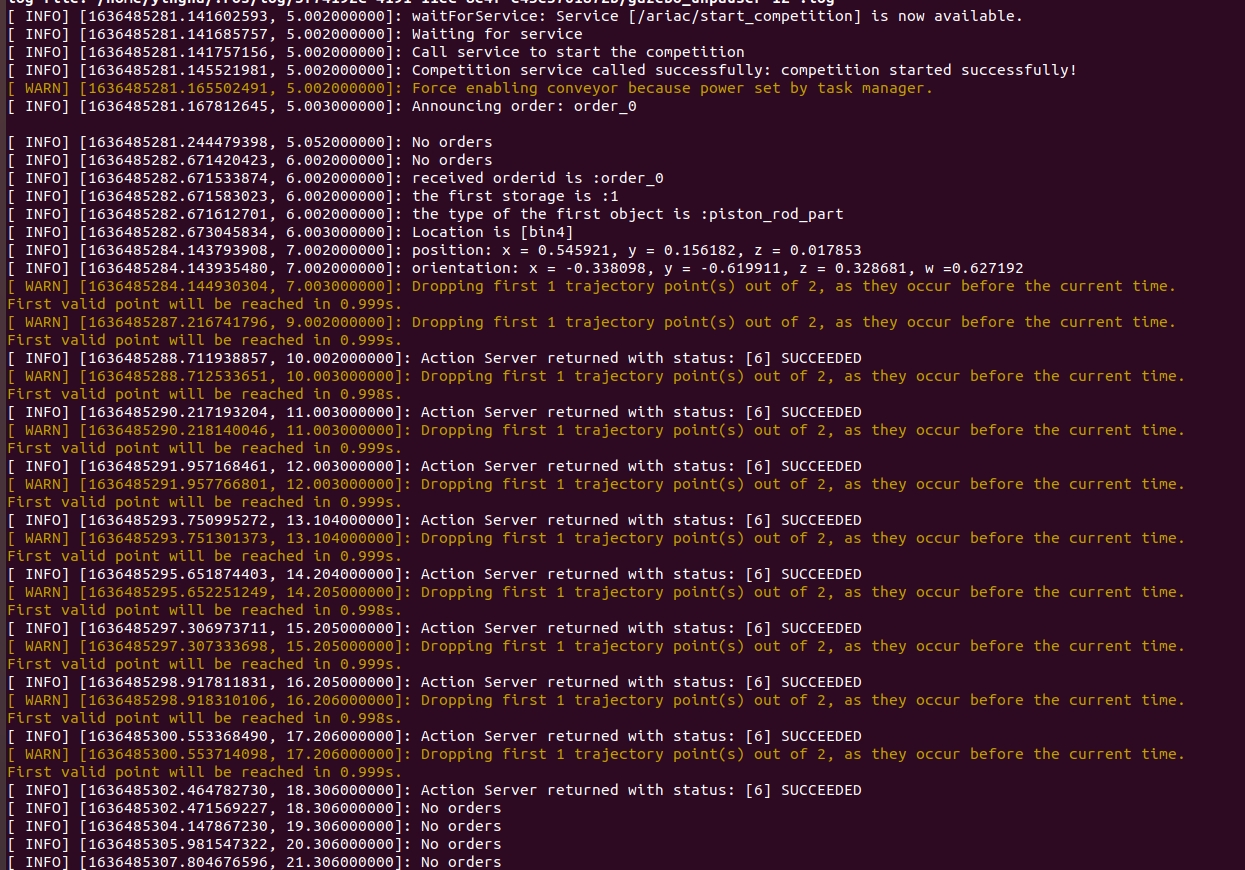 [ INFO] [1636485281.141602593, 5.002000000]: waitForService: Service [/ariac/start_competition] is now available.
[ INFO] [1636485281.141685757, 5.002000000]: Waiting for service
[ INFO] [1636485281.141757156, 5.002000000]: Call service to start the competition
[ INFO] [1636485281.145521981, 5.002000000]: Competition service called successfully: competition started successfully!
[ WARN] [1636485281.165502491, 5.002000000]: Force enabling conveyor because power set by task manager.
[ INFO] [1636485281.167812645, 5.003000000]: Announcing order: order_0
[ INFO] [1636485281.244479398, 5.052000000]: No orders
[ INFO] [1636485282.671420423, 6.002000000]: No orders
[ INFO] [1636485282.671533874, 6.002000000]: received orderid is :order_0
[ INFO] [1636485282.671583023, 6.002000000]: the first storage is :1
[ INFO] [1636485282.671612701, 6.002000000]: the type of the first object is :piston_rod_part
[ INFO] [1636485282.673045834, 6.003000000]: Location is [bin4]
[ INFO] [1636485284.143793908, 7.002000000]: position: x = 0.545921, y = 0.156182, z = 0.017853
[ INFO] [1636485284.143935480, 7.002000000]: orientation: x = -0.338098, y = -0.619911, z = 0.328681, w =0.627192
[ WARN] [1636485284.144930304, 7.003000000]: Dropping first 1 trajectory point(s) out of 2, as they occur before the current time.
First valid point will be reached in 0.999s.
[ WARN] [1636485287.216741796, 9.002000000]: Dropping first 1 trajectory point(s) out of 2, as they occur before the current time.
First valid point will be reached in 0.999s.
[ INFO] [1636485288.711938857, 10.002000000]: Action Server returned with status: [6] SUCCEEDED
[ WARN] [1636485288.712533651, 10.003000000]: Dropping first 1 trajectory point(s) out of 2, as they occur before the current time.
First valid point will be reached in 0.998s.
[ INFO] [1636485290.217193204, 11.003000000]: Action Server returned with status: [6] SUCCEEDED
[ WARN] [1636485290.218140046, 11.003000000]: Dropping first 1 trajectory point(s) out of 2, as they occur before the current time.
First valid point will be reached in 0.999s.
[ INFO] [1636485291.957168461, 12.003000000]: Action Server returned with status: [6] SUCCEEDED
[ WARN] [1636485291.957766801, 12.003000000]: Dropping first 1 trajectory point(s) out of 2, as they occur before the current time.
First valid point will be reached in 0.999s.
[ INFO] [1636485293.750995272, 13.104000000]: Action Server returned with status: [6] SUCCEEDED
[ WARN] [1636485293.751301373, 13.104000000]: Dropping first 1 trajectory point(s) out of 2, as they occur before the current time.
First valid point will be reached in 0.999s.
[ INFO] [1636485295.651874403, 14.204000000]: Action Server returned with status: [6] SUCCEEDED
[ WARN] [1636485295.652251249, 14.205000000]: Dropping first 1 trajectory point(s) out of 2, as they occur before the current time.
First valid point will be reached in 0.998s.
[ INFO] [1636485297.306973711, 15.205000000]: Action Server returned with status: [6] SUCCEEDED
[ WARN] [1636485297.307333698, 15.205000000]: Dropping first 1 trajectory point(s) out of 2, as they occur before the current time.
First valid point will be reached in 0.999s.
[ INFO] [1636485298.917811831, 16.205000000]: Action Server returned with status: [6] SUCCEEDED
[ WARN] [1636485298.918310106, 16.206000000]: Dropping first 1 trajectory point(s) out of 2, as they occur before the current time.
First valid point will be reached in 0.998s.
[ INFO] [1636485300.553368490, 17.206000000]: Action Server returned with status: [6] SUCCEEDED
[ WARN] [1636485300.553714098, 17.206000000]: Dropping first 1 trajectory point(s) out of 2, as they occur before the current time.
First valid point will be reached in 0.999s.
[ INFO] [1636485302.464782730, 18.306000000]: Action Server returned with status: [6] SUCCEEDED
[ INFO] [1636485302.471569227, 18.306000000]: No orders
[ INFO] [1636485304.147867230, 19.306000000]: No orders
[ INFO] [1636485305.981547322, 20.306000000]: No orders
[ INFO] [1636485307.804676596, 21.306000000]: No orders